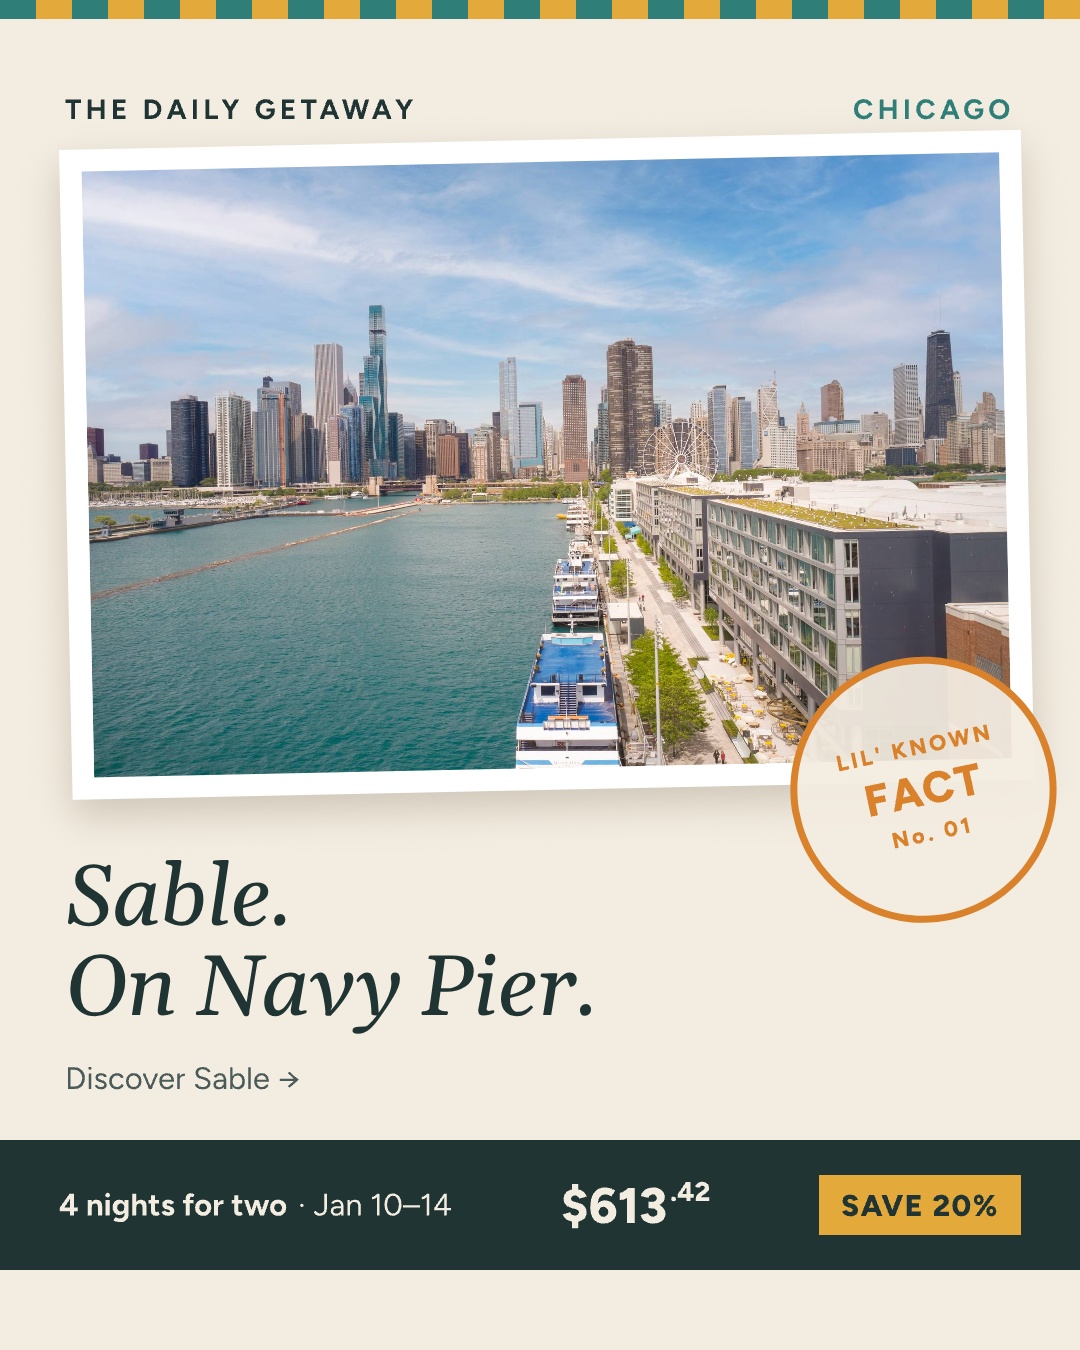 THE DAILY GETAWAY
CHICAGO
LIL' KNOWN
FACT
No. 01
Sable.
On Navy Pier.
Discover Sable →
4 nights for two · Jan 10–14
$613.42
SAVE 20%